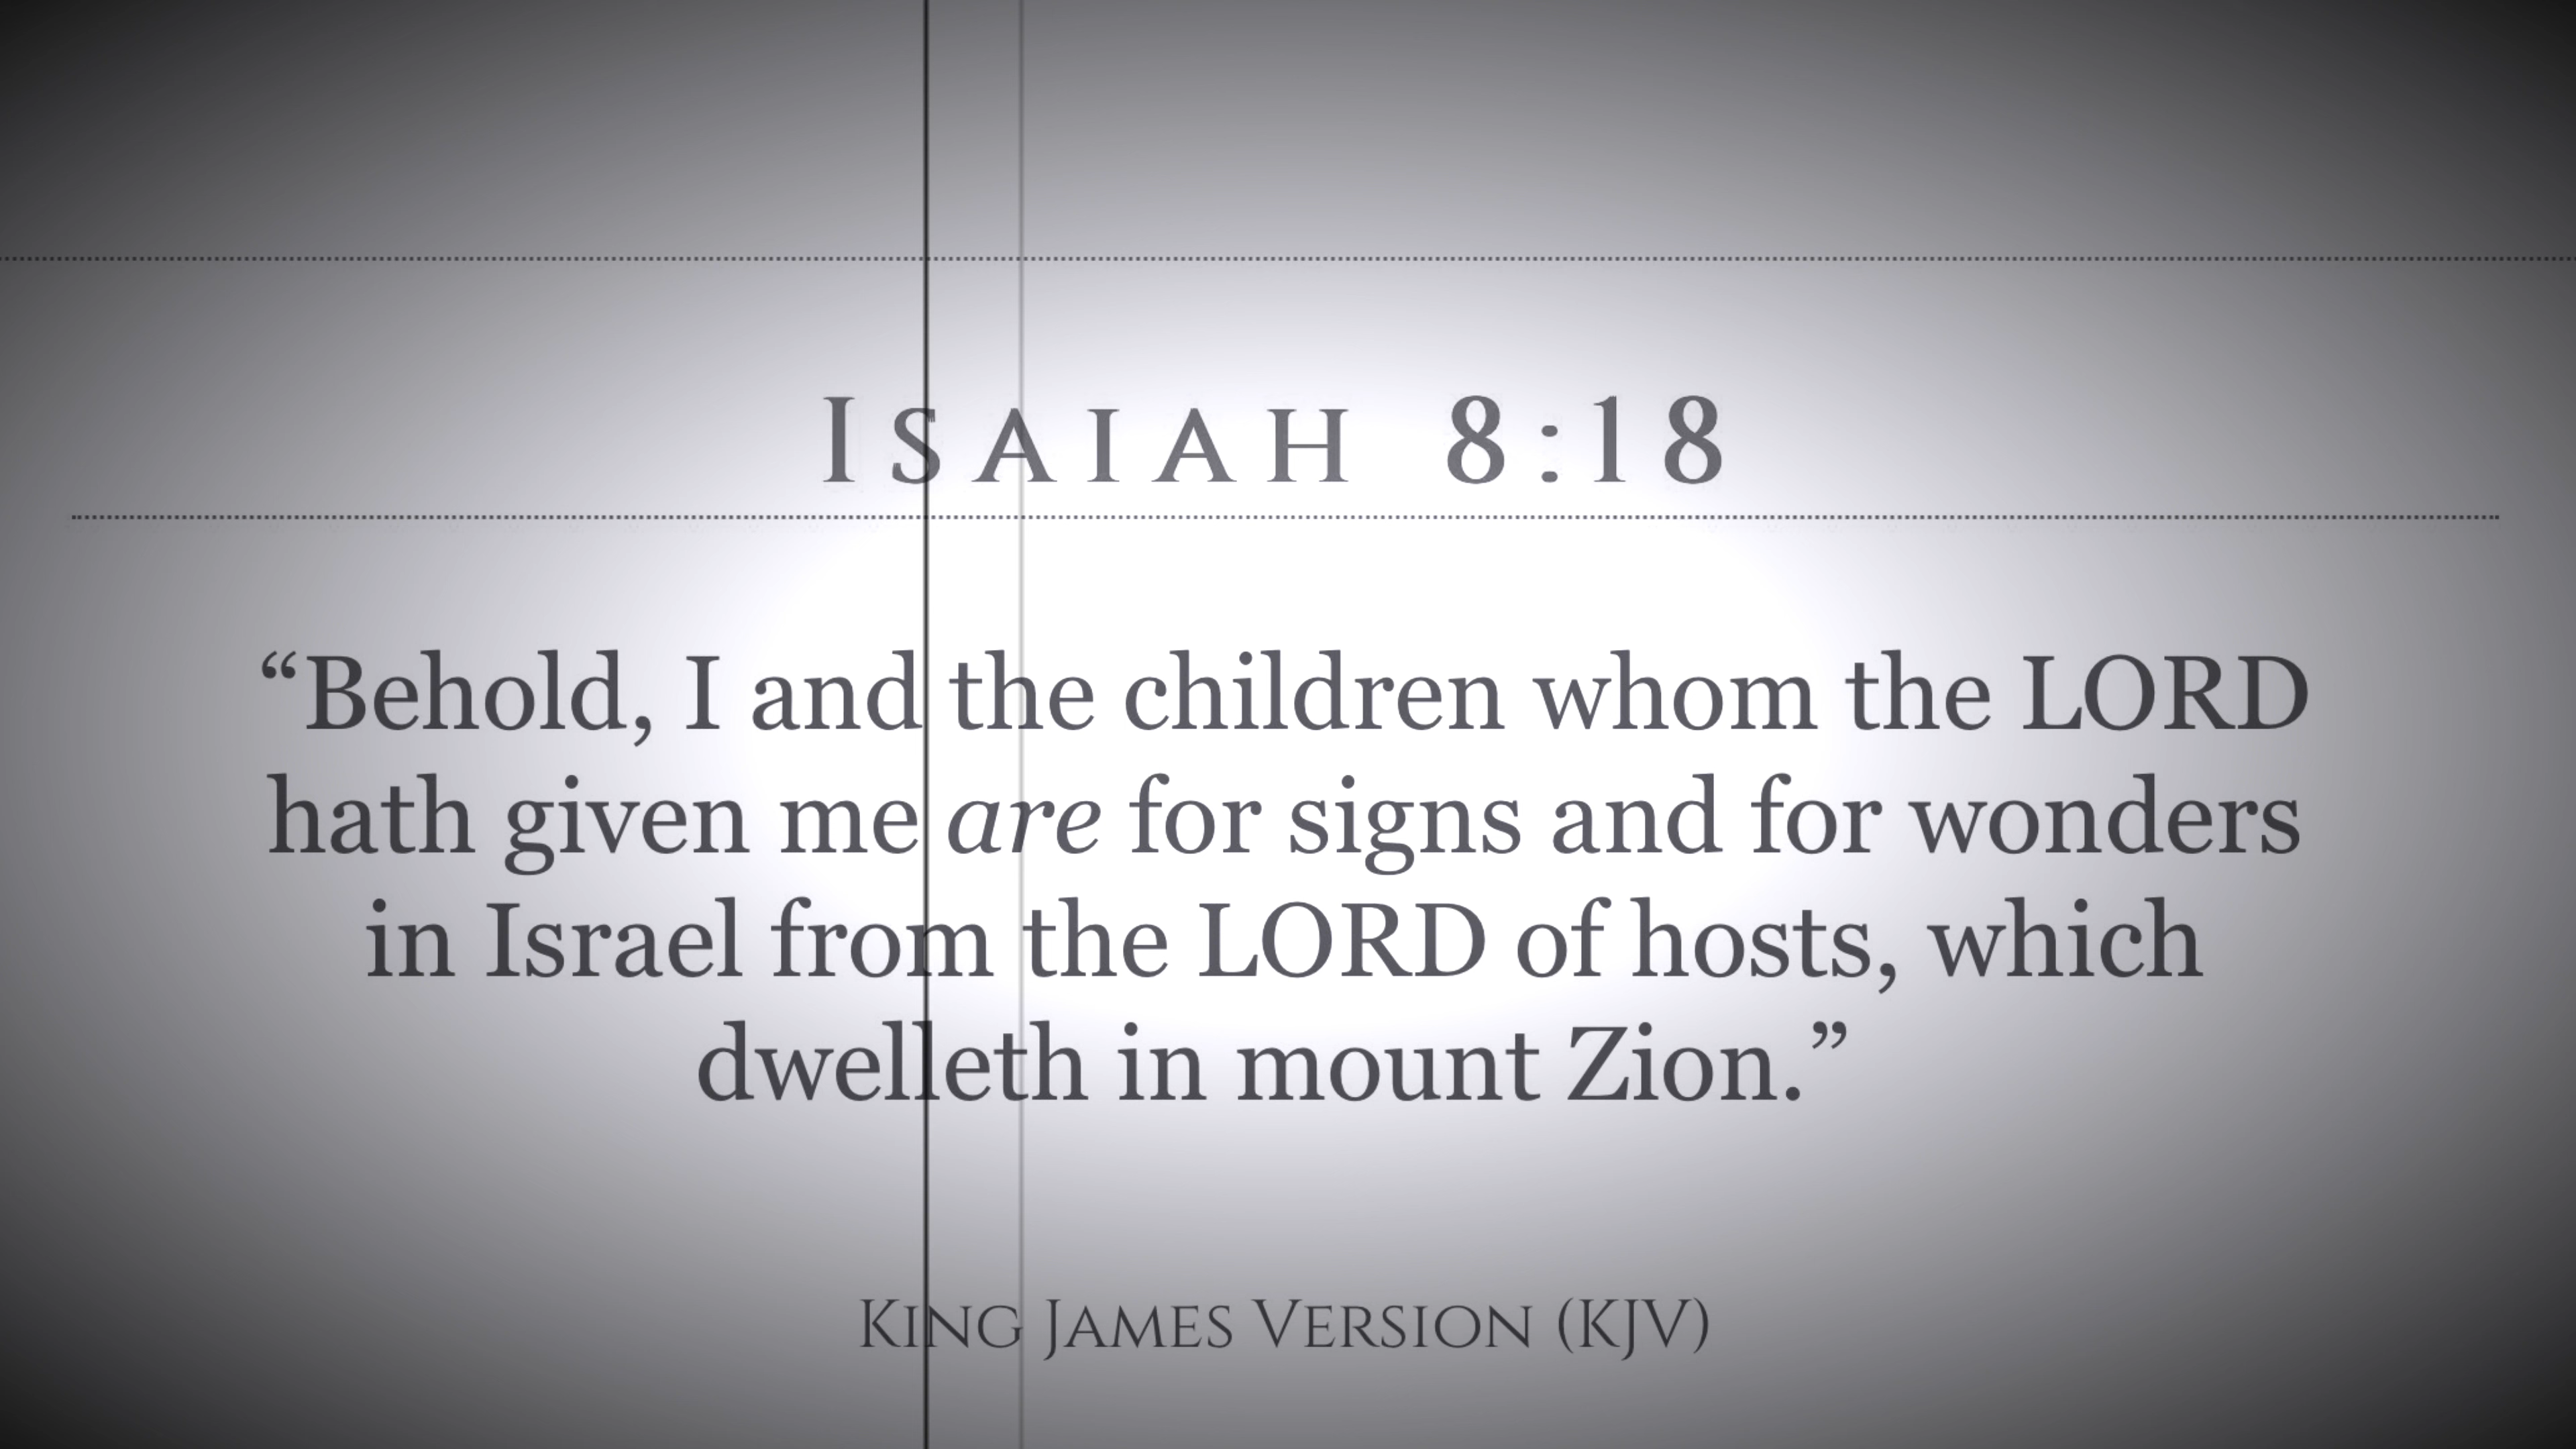 Isaiah 8:18
“Behold, I and the children whom the LORD
hath given me are for signs and for wonders
in Israel from the LORD of hosts, which
dwelleth in mount Zion.”
King James Version (KJV)